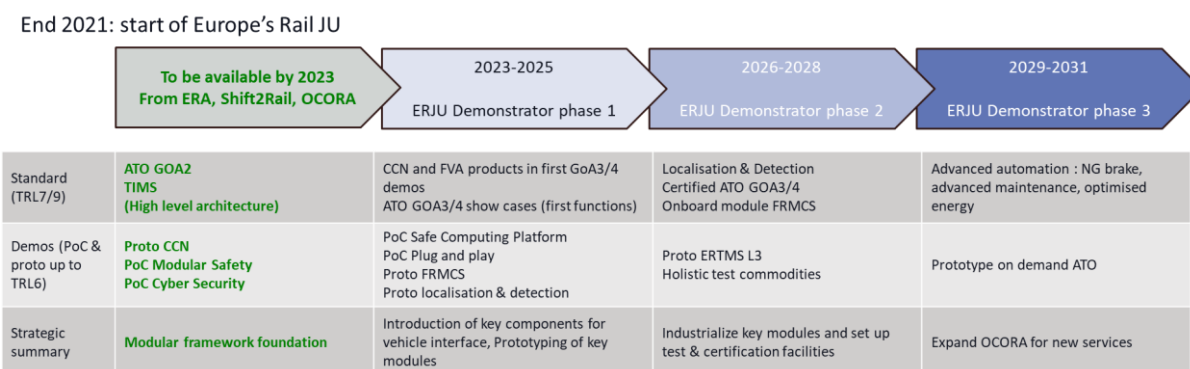 End 2021: start of Europe's Rail JU
To be available by 2023
From ERA, Shift2Rail, OCORA
2023-2025
ERJU Demonstrator phase 1
2026-2028
ERJU Demonstrator phase 2
2029-2031
ERJU Demonstrator phase 3
Standard
(TRL7/9)
ATO GOA2
TIMS
(High level architecture)
CCN and FVA products in first GoA3/4
demos
ATO GOA3/4 show cases (first functions)
Localisation & Detection
Certified ATO GOA3/4
Onboard module FRMCS
Advanced automation : NG brake,
advanced maintenance, optimised
energy
Demos (PoC &
proto up to
TRL6)
Proto CCN
PoC Modular Safety
PoC Cyber Security
PoC Safe Computing Platform
PoC Plug and play
Proto FRMCS
Proto localisation & detection
Proto ERTMS L3
Holistic test commodities
Prototype on demand ATO
Strategic
summary
Modular framework foundation
Introduction of key components for
vehicle interface, Prototyping of key
modules
Industrialize key modules and set up
test & certification facilities
Expand OCORA for new services